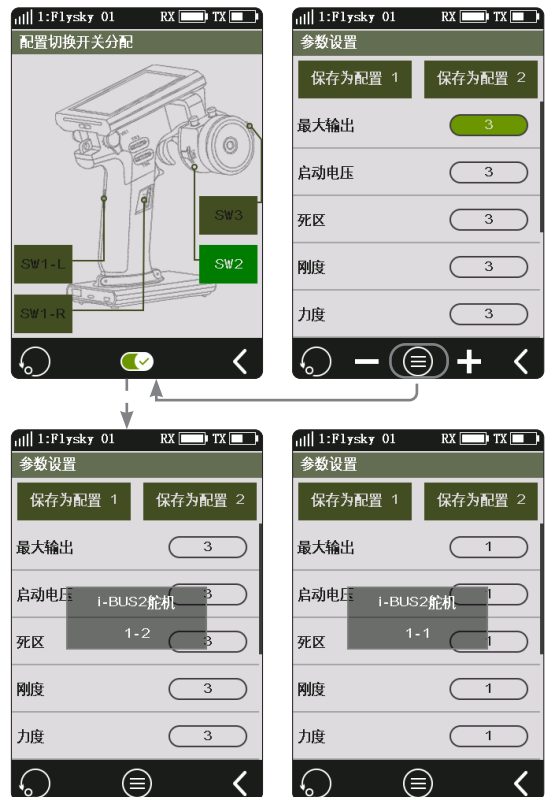 1:Flysky 01 RX TX
配置切换开关分配
SW3
SW1-L
SW2
SW1-R
1:Flysky 01 RX TX
参数设置
保存为配置 1 保存为配置 2
最大输出 3
启动电压 3
死区 3
刚度 3
力度 3
1:Flysky 01 RX TX
参数设置
保存为配置 1 保存为配置 2
最大输出 3
启动电压 3
i-BUS2舵机
1-2
死区 3
刚度 3
力度 3
1:Flysky 01 RX TX
参数设置
保存为配置 1 保存为配置 2
最大输出 1
启动电压 1
i-BUS2舵机
1-1
死区 1
刚度 1
力度 1